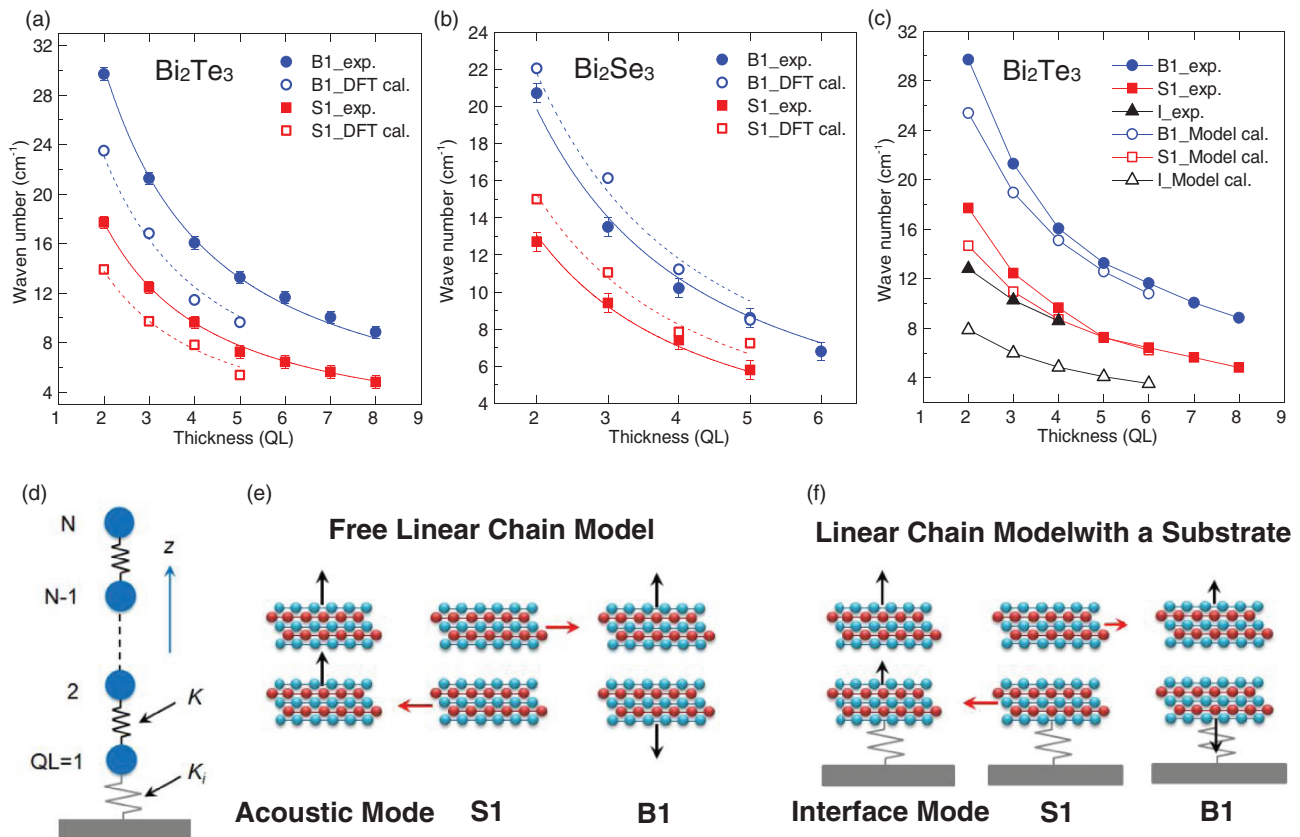 (a)
Bi2Te3
B1_exp.
B1_DFT cal.
S1_exp.
S1_DFT cal.
32
28
24
20
16
12
8
4
Waven umber (cm-1)
1 2 3 4 5 6 7 8 9
Thickness (QL)
(b)
Bi2Se3
B1_exp.
B1_DFT cal.
S1_exp.
S1_DFT cal.
24
22
20
18
16
14
12
10
8
6
4
Wave number (cm-1)
2 3 4 5 6
Thickness (QL)
(c)
Bi2Te3
B1_exp.
S1_exp.
I_exp.
B1_Model cal.
S1_Model cal.
I_Model cal.
32
28
24
20
16
12
8
4
Wave number (cm-1)
1 2 3 4 5 6 7 8 9
Thickness (QL)
(d)
N
z
N-1
2
K
QL=1
Ki
(e)
Free Linear Chain Model
Acoustic Mode S1 B1
(f)
Linear Chain Modelwith a Substrate
Interface Mode S1 B1